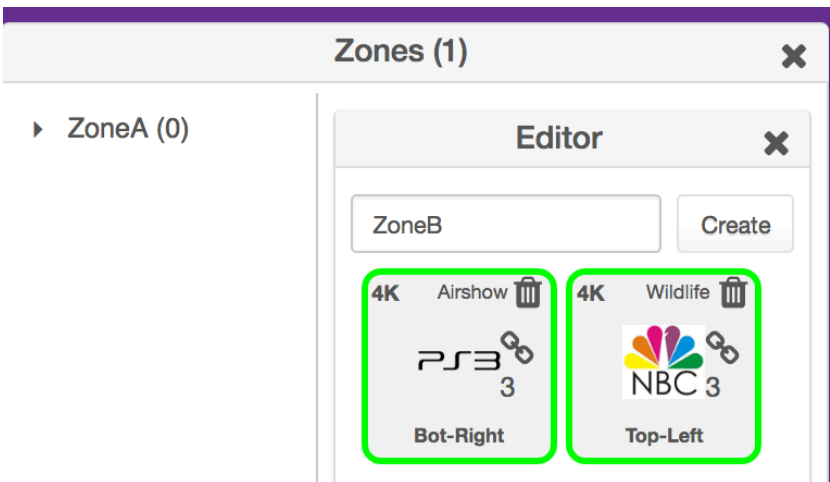 Zones (1)
ZoneA (0)
Editor
ZoneB
Create
4K Airshow
PS3
3
Bot-Right
4K Wildlife
NBC
3
Top-Left